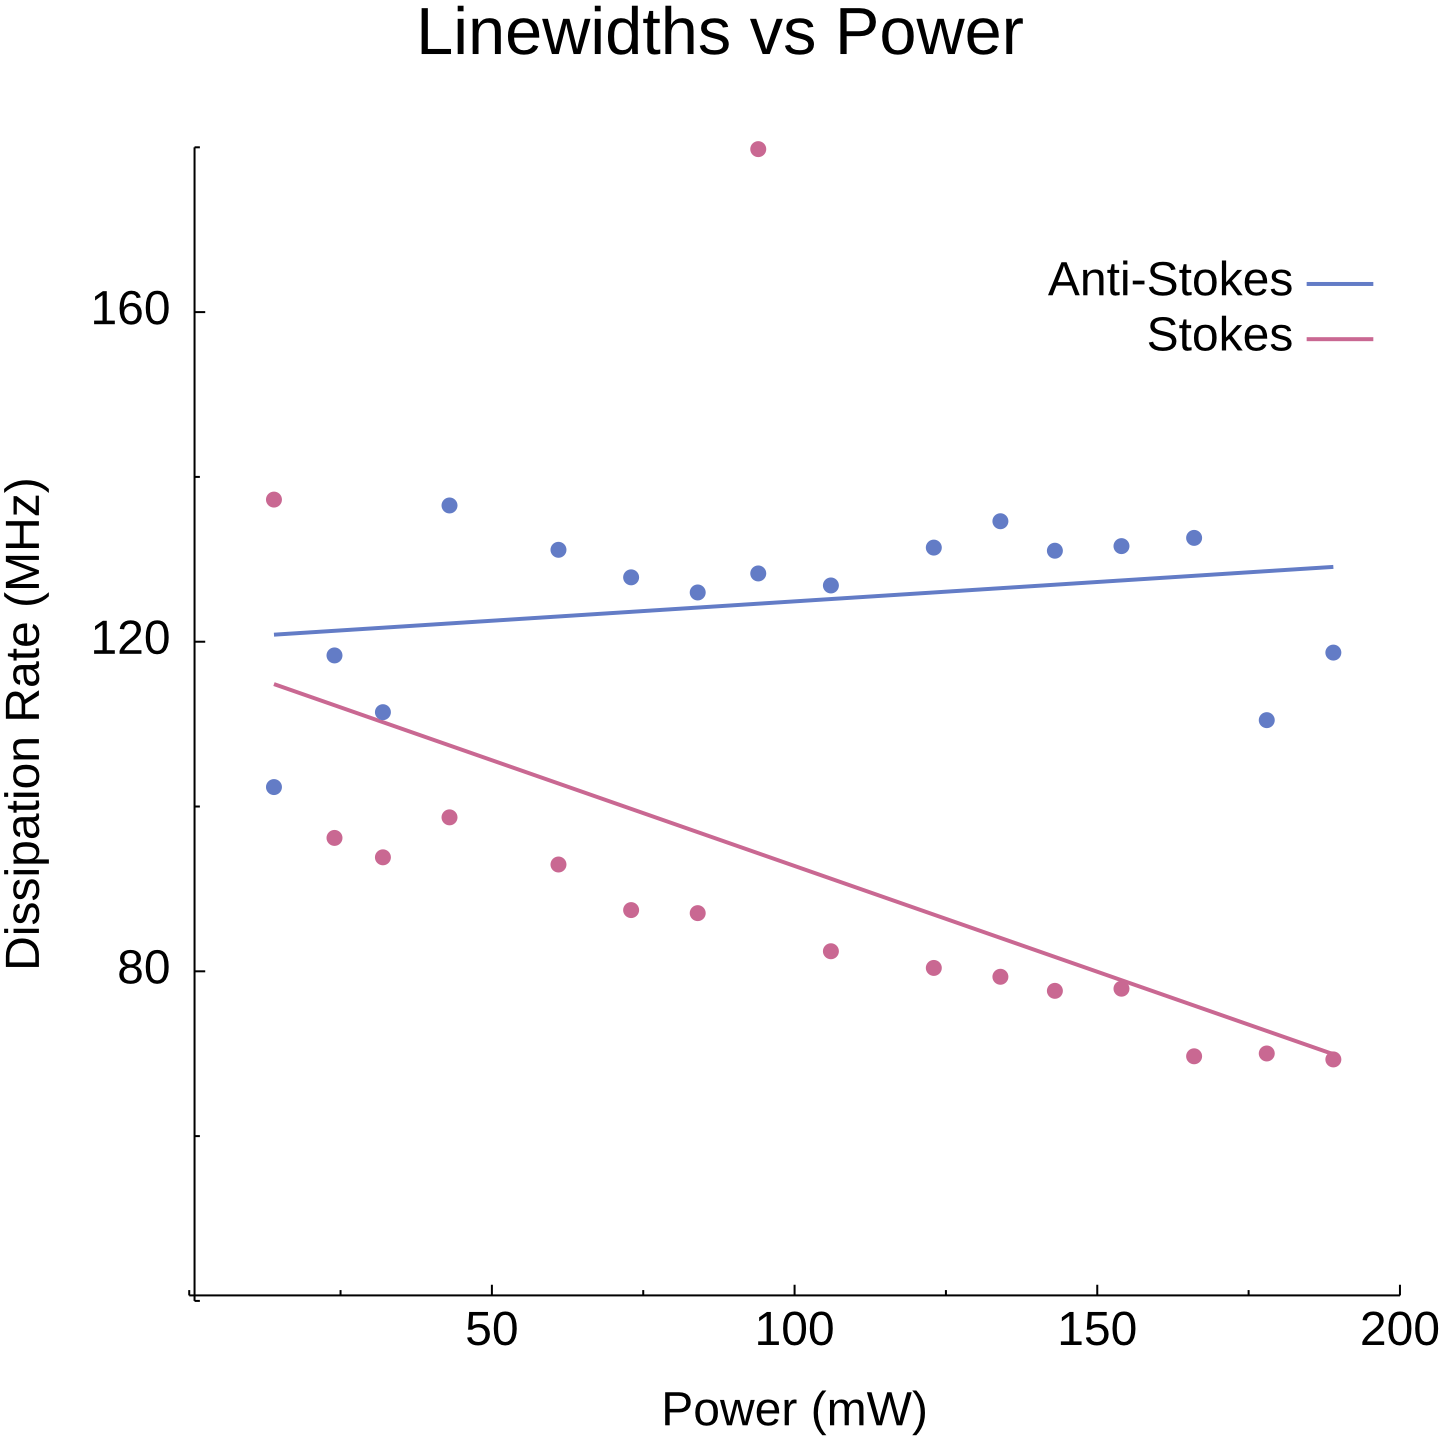 Linewidths vs Power
Anti-Stokes
Stokes
160
120
80
Dissipation Rate (MHz)
50
100
150
200
Power (mW)